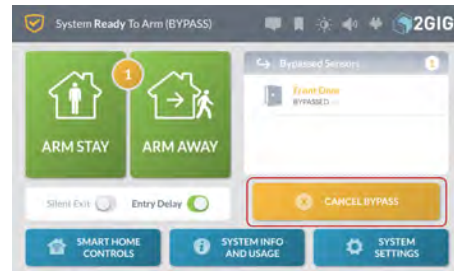 System Ready To Arm (BYPASS)
2GIG
Bypassed Sensors
1
1
Front Door
BYPASSED
ARM STAY
ARM AWAY
Silent Exit
Entry Delay
CANCEL BYPASS
SMART HOME
CONTROLS
SYSTEM INFO
AND USAGE
SYSTEM
SETTINGS